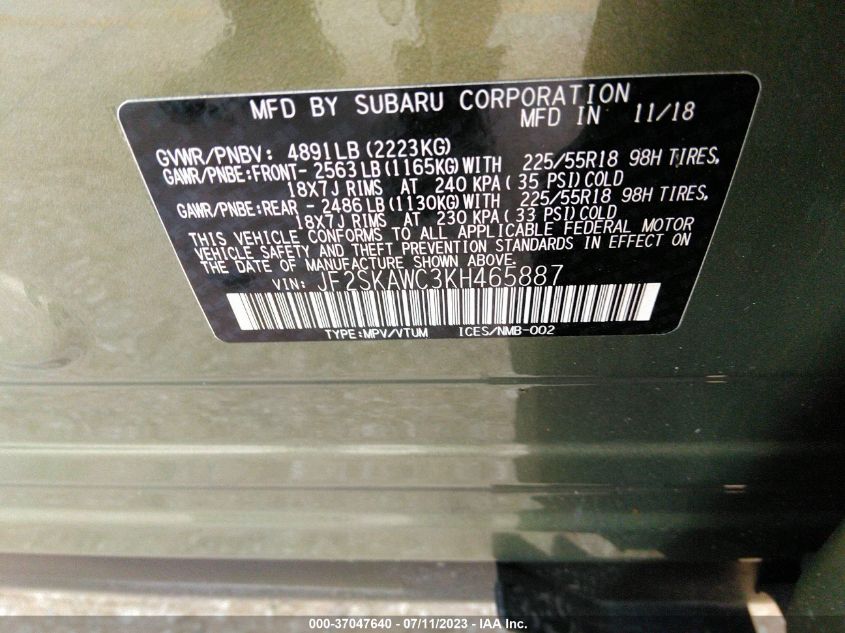 MFD BY SUBARU CORPORATION
MFD IN 11/18
GVWR/PNBV: 4891LB(2223KG)
GAWR/PNBE:FRONT- 2563LB(1165KG)WITH 225/55R18 98H TIRES,
18X7J RIMS AT 240 KPA( 35 PSI)COLD
GAWR/PNBE:REAR - 2486LB(1130KG)WITH 225/55R18 98H TIRES,
18X7J RIMS AT 230 KPA( 33 PSI)COLD
THIS VEHICLE CONFORMS TO ALL APPLICABLE FEDERAL MOTOR
VEHICLE SAFETY AND THEFT PREVENTION STANDARDS IN EFFECT ON
THE DATE OF MANUFACTURE SHOWN ABOVE.
VIN: JF2SKAWC3KH465887
TYPE:MPV/VTUM ICES/NMB-002
000-37047640 - 07/11/2023 - IAA Inc.